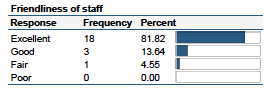 Friendliness of staff
Response Frequency Percent
Excellent 18 81.82
Good 3 13.64
Fair 1 4.55
Poor 0 0.00